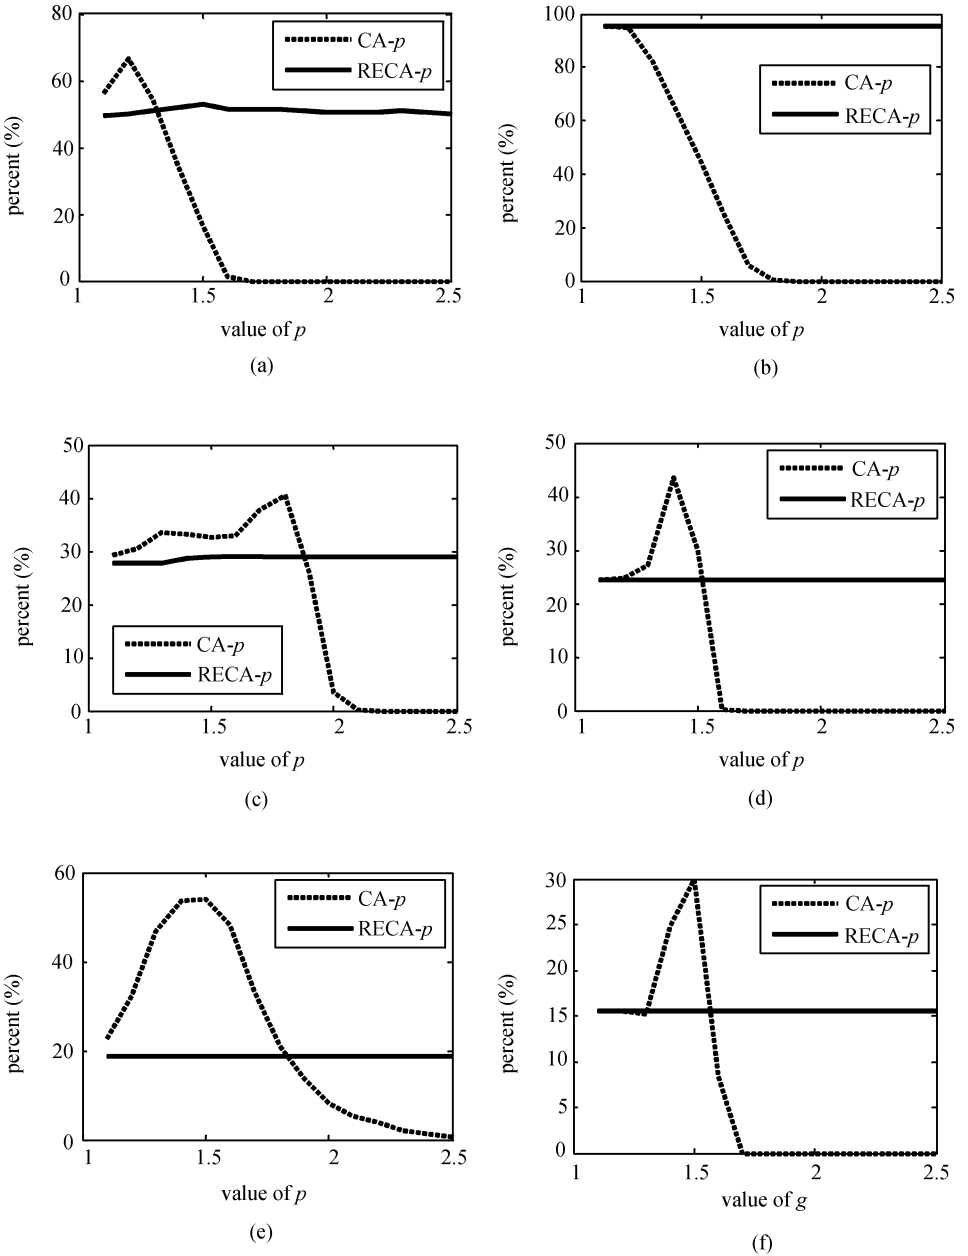 80
60
40
20
0
percent (%)
CA-p
RECA-p
1
1.5
2
2.5
value of p
(a)
100
80
60
40
20
0
percent (%)
CA-p
RECA-p
1
1.5
2
2.5
value of p
(b)
50
40
30
20
10
0
percent (%)
CA-p
RECA-p
1
1.5
2
2.5
value of p
(c)
50
40
30
20
10
0
percent (%)
CA-p
RECA-p
1
1.5
2
2.5
value of p
(d)
60
40
20
0
percent (%)
CA-p
RECA-p
1
1.5
2
2.5
value of p
(e)
30
25
20
15
10
5
0
percent (%)
CA-p
RECA-p
1
1.5
2
2.5
value of g
(f)